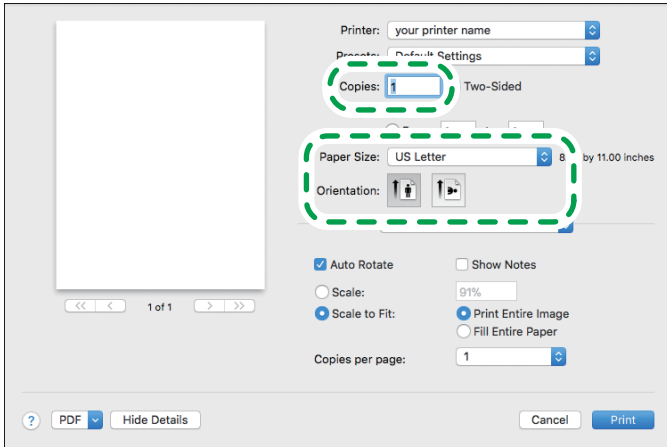 Printer: your printer name
Presets: Default Settings
Copies: 1 Two-Sided
Paper Size: US Letter by 11.00 inches
Orientation:
Auto Rotate Show Notes
Scale: 91%
Scale to Fit: Print Entire Image
Fill Entire Paper
<< < 1 of 1 > >>
Copies per page: 1
? PDF Hide Details Cancel Print